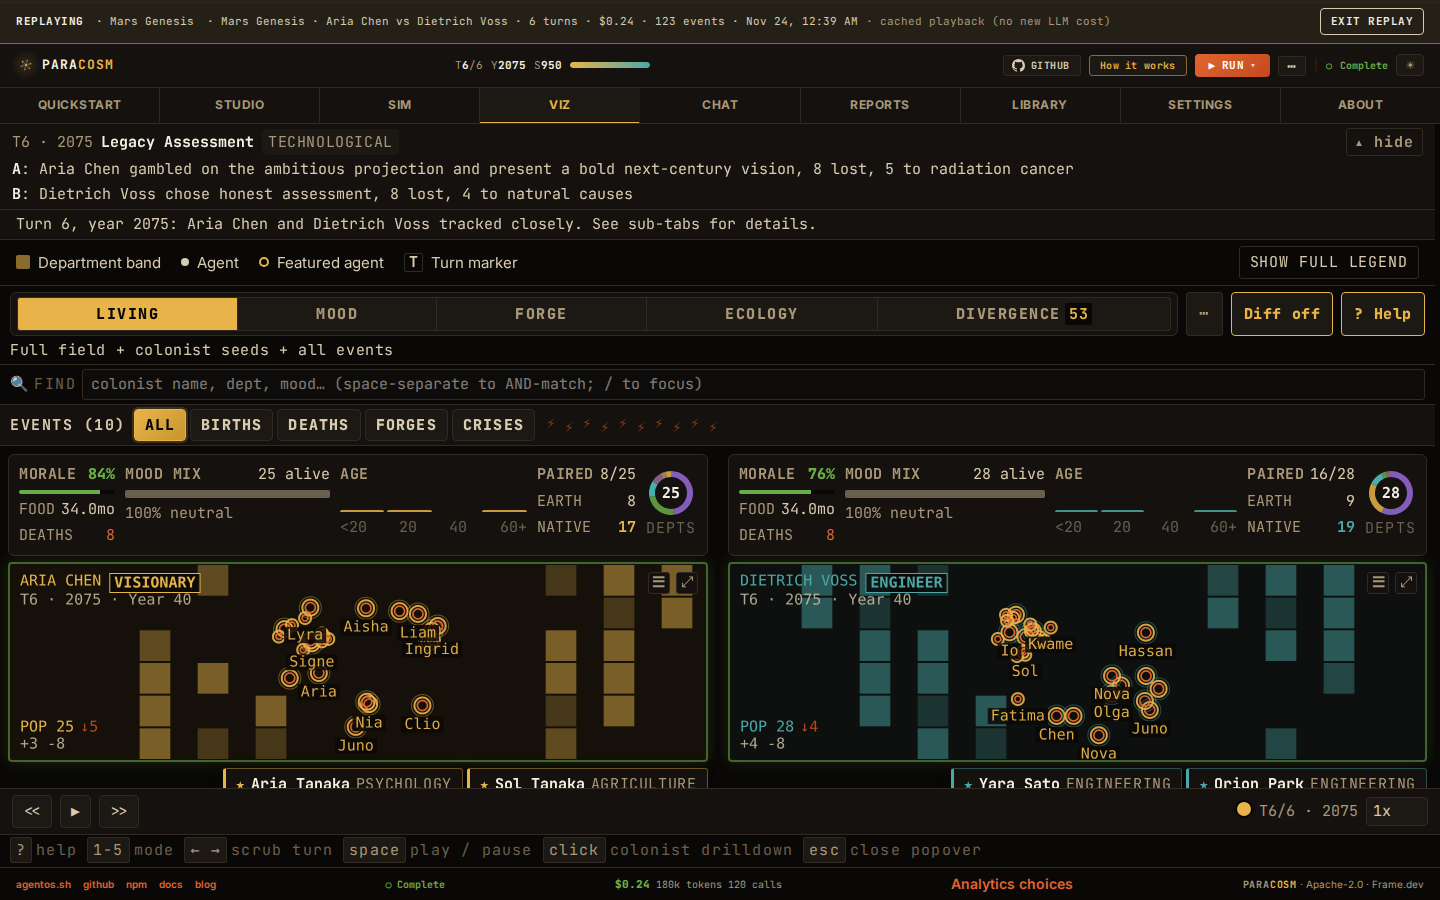 REPLAYING · Mars Genesis · Mars Genesis · Aria Chen vs Dietrich Voss · 6 turns · $0.24 · 123 events · Nov 24, 12:39 AM · cached playback (no new LLM cost) EXIT REPLAY
PARACOSM T6/6 Y2075 S950 GITHUB How it works ▶ RUN ▾ … ○ Complete ☀
QUICKSTART STUDIO SIM VIZ CHAT REPORTS LIBRARY SETTINGS ABOUT
T6 · 2075 Legacy Assessment TECHNOLOGICAL ▴ hide
A: Aria Chen gambled on the ambitious projection and present a bold next-century vision, 8 lost, 5 to radiation cancer
B: Dietrich Voss chose honest assessment, 8 lost, 4 to natural causes
Turn 6, year 2075: Aria Chen and Dietrich Voss tracked closely. See sub-tabs for details.
Department band Agent Featured agent T Turn marker SHOW FULL LEGEND
LIVING MOOD FORGE ECOLOGY DIVERGENCE 53 … Diff off ? Help
Full field + colonist seeds + all events
🔍 FIND colonist name, dept, mood… (space-separate to AND-match; / to focus)
EVENTS (10) ALL BIRTHS DEATHS FORGES CRISES
MORALE 84% MOOD MIX 25 alive AGE PAIRED 8/25 25
FOOD 34.0mo 100% neutral EARTH 8
DEATHS 8 <20 20 40 60+ NATIVE 17 DEPTS
MORALE 76% MOOD MIX 28 alive AGE PAIRED 16/28 28
FOOD 34.0mo 100% neutral EARTH 9
DEATHS 8 <20 20 40 60+ NATIVE 19 DEPTS
ARIA CHEN VISIONARY
T6 · 2075 · Year 40
Aisha
Liam
Lyra
Ingrid
Signe
Aria
Nia
Clio
Juno
POP 25 ↓5
+3 -8
DIETRICH VOSS ENGINEER
T6 · 2075 · Year 40
Kwame
Io
Hassan
Sol
Nova
Olga
Fatima
Juno
Chen
Nova
POP 28 ↓4
+4 -8
★ Aria Tanaka PSYCHOLOGY ★ Sol Tanaka AGRICULTURE ★ Yara Sato ENGINEERING ★ Orion Park ENGINEERING
<< ▶ >> T6/6 · 2075 1x
? help 1-5 mode ← → scrub turn space play / pause click colonist drilldown esc close popover
agentos.sh github npm docs blog ○ Complete $0.24 180k tokens 120 calls Analytics choices PARACOSM · Apache-2.0 · Frame.dev